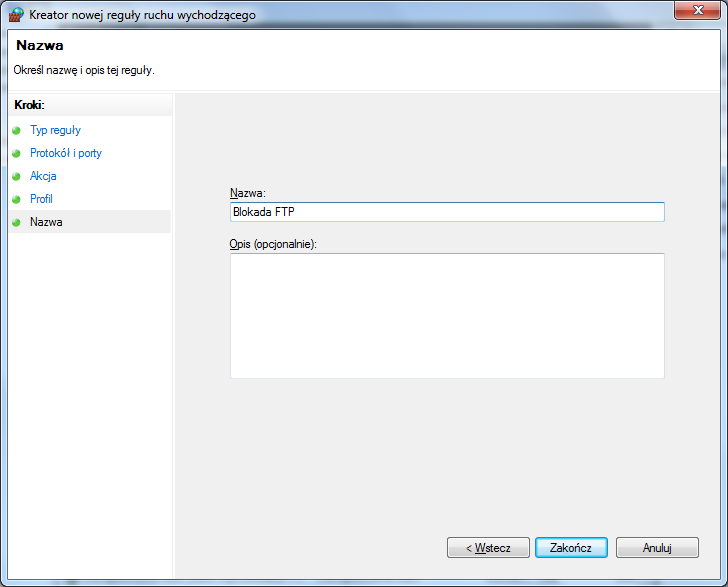 Kreator nowej reguły ruchu wychodzącego
Nazwa
Określ nazwę i opis tej reguły.
Kroki:
Typ reguły
Protokół i porty
Akcja
Profil
Nazwa
Nazwa:
Blokada FTP
Opis (opcjonalnie):
< Wstecz
Zakończ
Anuluj